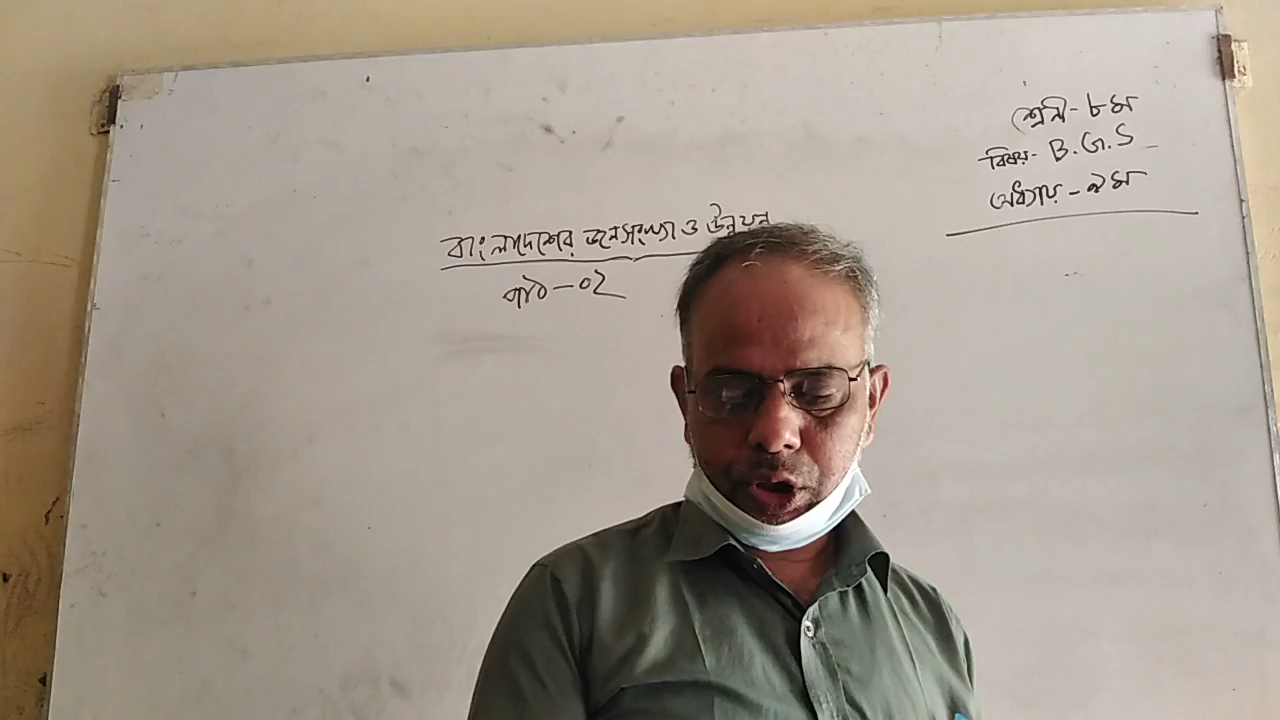 শ্রেনী - ৮ম
বিষয় - B.G.S
অধ্যায় - ৯ম
বাংলাদেশের জনসংখ্যা ও উন্নয়ন
পাঠ - ০২